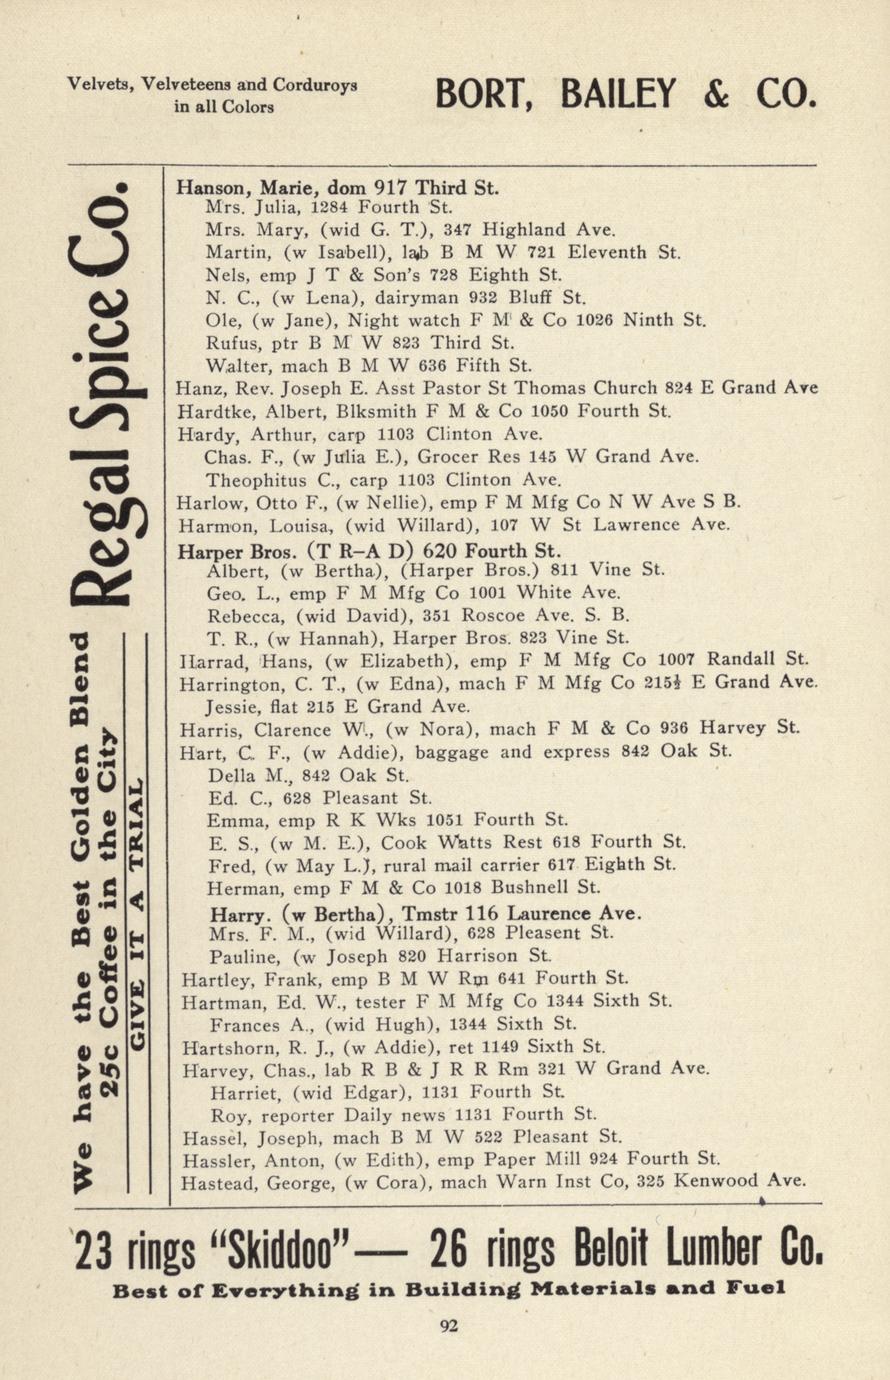 Velvets, Velveteens and Corduroys
in all Colors
BORT, BAILEY & CO.
Regal Spice Co.
We have the Best Golden Blend
25c Coffee in the City
GIVE IT A TRIAL
Hanson, Marie, dom 917 Third St.
Mrs. Julia, 1284 Fourth St.
Mrs. Mary, (wid G. T.), 347 Highland Ave.
Martin, (w Isabell), lab B M W 721 Eleventh St.
Nels, emp J T & Son's 728 Eighth St.
N. C., (w Lena), dairyman 932 Bluff St.
Ole, (w Jane), Night watch F M & Co 1026 Ninth St.
Rufus, ptr B M W 823 Third St.
Walter, mach B M W 636 Fifth St.
Hanz, Rev. Joseph E. Asst Pastor St Thomas Church 824 E Grand Ave
Hardtke, Albert, Blksmith F M & Co 1050 Fourth St.
Hardy, Arthur, carp 1103 Clinton Ave.
Chas. F., (w Julia E.), Grocer Res 145 W Grand Ave.
Theophitus C., carp 1103 Clinton Ave.
Harlow, Otto F., (w Nellie), emp F M Mfg Co N W Ave S B.
Harmon, Louisa, (wid Willard), 107 W St Lawrence Ave.
Harper Bros. (T R–A D) 620 Fourth St.
Albert, (w Bertha), (Harper Bros.) 811 Vine St.
Geo. L., emp F M Mfg Co 1001 White Ave.
Rebecca, (wid David), 351 Roscoe Ave. S. B.
T. R., (w Hannah), Harper Bros. 823 Vine St.
Harrad, Hans, (w Elizabeth), emp F M Mfg Co 1007 Randall St.
Harrington, C. T., (w Edna), mach F M Mfg Co 215½ E Grand Ave.
Jessie, flat 215 E Grand Ave.
Harris, Clarence W., (w Nora), mach F M & Co 936 Harvey St.
Hart, C. F., (w Addie), baggage and express 842 Oak St.
Della M., 842 Oak St.
Ed. C., 628 Pleasant St.
Emma, emp R K Wks 1051 Fourth St.
E. S., (w M. E.), Cook Watts Rest 618 Fourth St.
Fred, (w May L.), rural mail carrier 617 Eighth St.
Herman, emp F M & Co 1018 Bushnell St.
Harry. (w Bertha), Tmstr 116 Laurence Ave.
Mrs. F. M., (wid Willard), 628 Pleasent St.
Pauline, (w Joseph 820 Harrison St.
Hartley, Frank, emp B M W Rm 641 Fourth St.
Hartman, Ed. W., tester F M Mfg Co 1344 Sixth St.
Frances A., (wid Hugh), 1344 Sixth St.
Hartshorn, R. J., (w Addie), ret 1149 Sixth St.
Harvey, Chas., lab R B & J R R Rm 321 W Grand Ave.
Harriet, (wid Edgar), 1131 Fourth St.
Roy, reporter Daily news 1131 Fourth St.
Hassel, Joseph, mach B M W 522 Pleasant St.
Hassler, Anton, (w Edith), emp Paper Mill 924 Fourth St.
Hastead, George, (w Cora), mach Warn Inst Co, 325 Kenwood Ave.
23 rings "Skiddoo"— 26 rings Beloit Lumber Co.
Best of Everything in Building Materials and Fuel
92